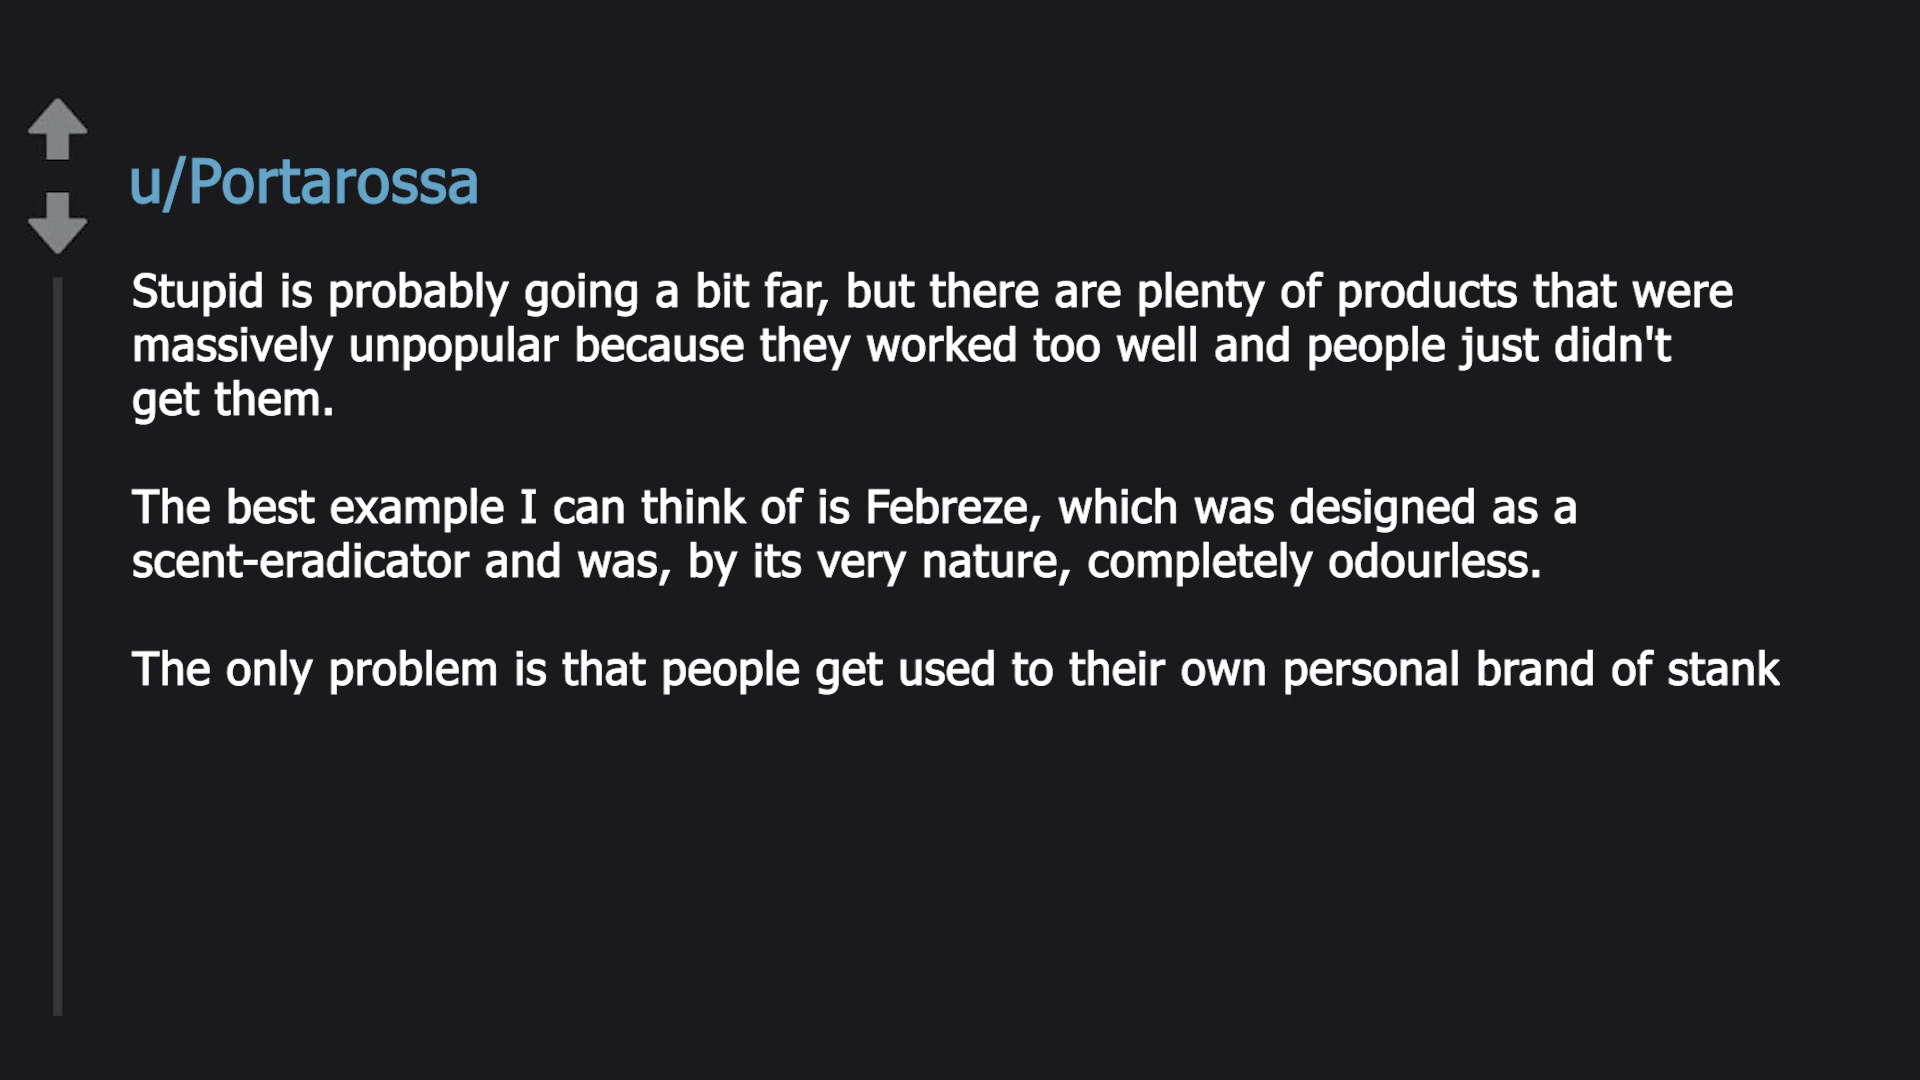 u/Portarossa
Stupid is probably going a bit far, but there are plenty of products that were
massively unpopular because they worked too well and people just didn't
get them.
The best example I can think of is Febreze, which was designed as a
scent-eradicator and was, by its very nature, completely odourless.
The only problem is that people get used to their own personal brand of stank